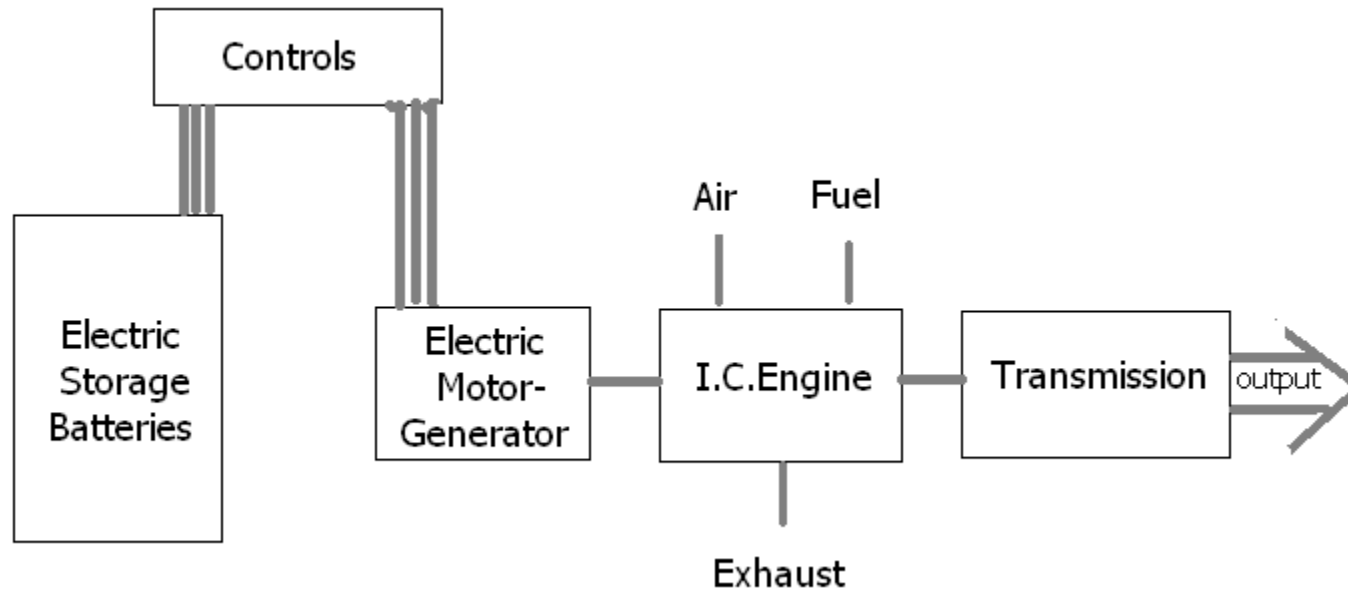 Controls
Air
Fuel
Electric
Storage
Batteries
Electric
Motor-
Generator
I.C.Engine
Transmission
output
Exhaust